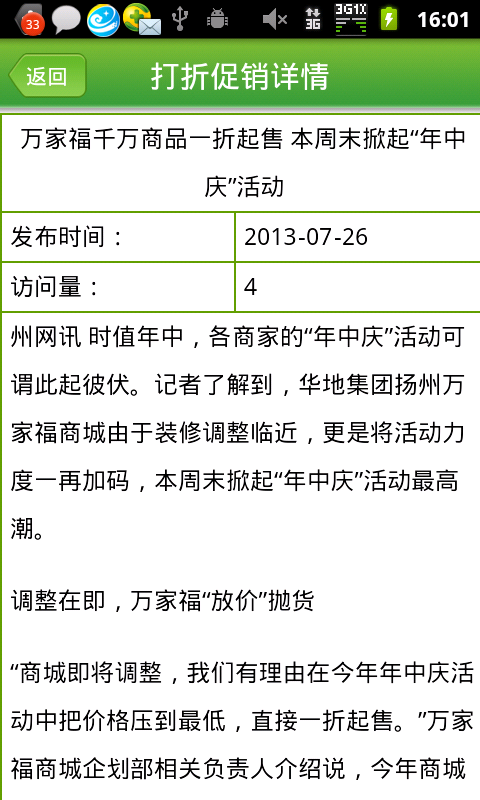 33
3G
3G1X
16:01
返回
打折促销详情
万家福千万商品一折起售 本周末掀起“年中
庆”活动
发布时间：
2013-07-26
访问量：
4
州网讯 时值年中，各商家的“年中庆”活动可
谓此起彼伏。记者了解到，华地集团扬州万
家福商城由于装修调整临近，更是将活动力
度一再加码，本周末掀起“年中庆”活动最高
潮。
调整在即，万家福“放价”抛货
“商城即将调整，我们有理由在今年年中庆活
动中把价格压到最低，直接一折起售。”万家
福商城企划部相关负责人介绍说，今年商城